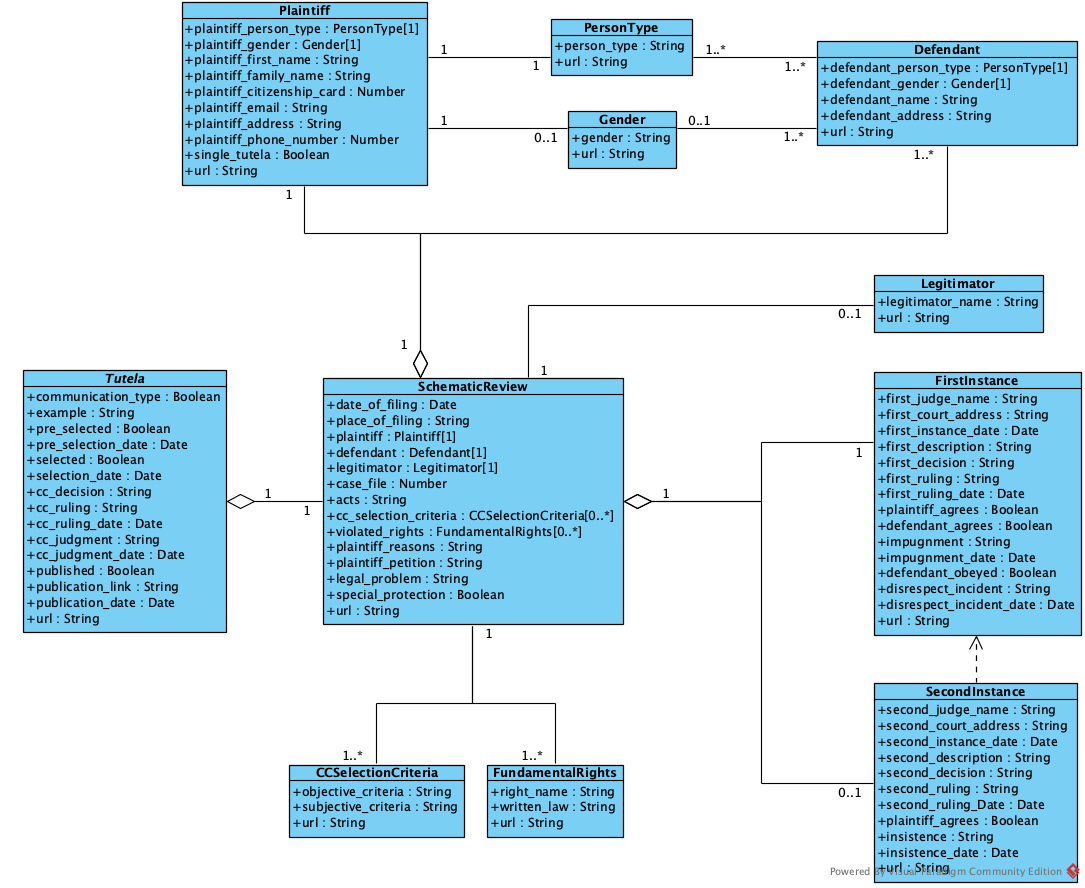 Plaintiff
+plaintiff_person_type : PersonType[1]
+plaintiff_gender : Gender[1]
+plaintiff_first_name : String
+plaintiff_family_name : String
+plaintiff_citizenship_card : Number
+plaintiff_email : String
+plaintiff_address : String
+plaintiff_phone_number : Number
+single_tutela : Boolean
+url : String
1
1
PersonType
+person_type : String
+url : String
1..*
1..*
1
0..1
Gender
+gender : String
+url : String
0..1
1..*
Defendant
+defendant_person_type : PersonType[1]
+defendant_gender : Gender[1]
+defendant_name : String
+defendant_address : String
+url : String
1
1..*
1
Legitimator
+legitimator_name : String
+url : String
0..1
1
Tutela
+communication_type : Boolean
+example : String
+pre_selected : Boolean
+pre_selection_date : Date
+selected : Boolean
+selection_date : Date
+cc_decision : String
+cc_ruling : String
+cc_ruling_date : Date
+cc_judgment : String
+cc_judgment_date : Date
+published : Boolean
+publication_link : String
+publication_date : Date
+url : String
1
1
SchematicReview
+date_of_filing : Date
+place_of_filing : String
+plaintiff : Plaintiff[1]
+defendant : Defendant[1]
+legitimator : Legitimator[1]
+case_file : Number
+acts : String
+cc_selection_criteria : CCSelectionCriteria[0..*]
+violated_rights : FundamentalRights[0..*]
+plaintiff_reasons : String
+plaintiff_petition : String
+legal_problem : String
+special_protection : Boolean
+url : String
1
1
FirstInstance
+first_judge_name : String
+first_court_address : String
+first_instance_date : Date
+first_description : String
+first_decision : String
+first_ruling : String
+first_ruling_date : Date
+plaintiff_agrees : Boolean
+defendant_agrees : Boolean
+impugnment : String
+impugnment_date : Date
+defendant_obeyed : Boolean
+disrespect_incident : String
+disrespect_incident_date : Date
+url : String
1
1..*
1..*
CCSelectionCriteria
+objective_criteria : String
+subjective_criteria : String
+url : String
FundamentalRights
+right_name : String
+written_law : String
+url : String
0..1
SecondInstance
+second_judge_name : String
+second_court_address : String
+second_instance_date : Date
+second_description : String
+second_decision : String
+second_ruling : String
+second_ruling_Date : Date
+plaintiff_agrees : Boolean
+insistence : String
+insistence_date : Date
+url : String
Powered By Visual Paradigm Community Edition